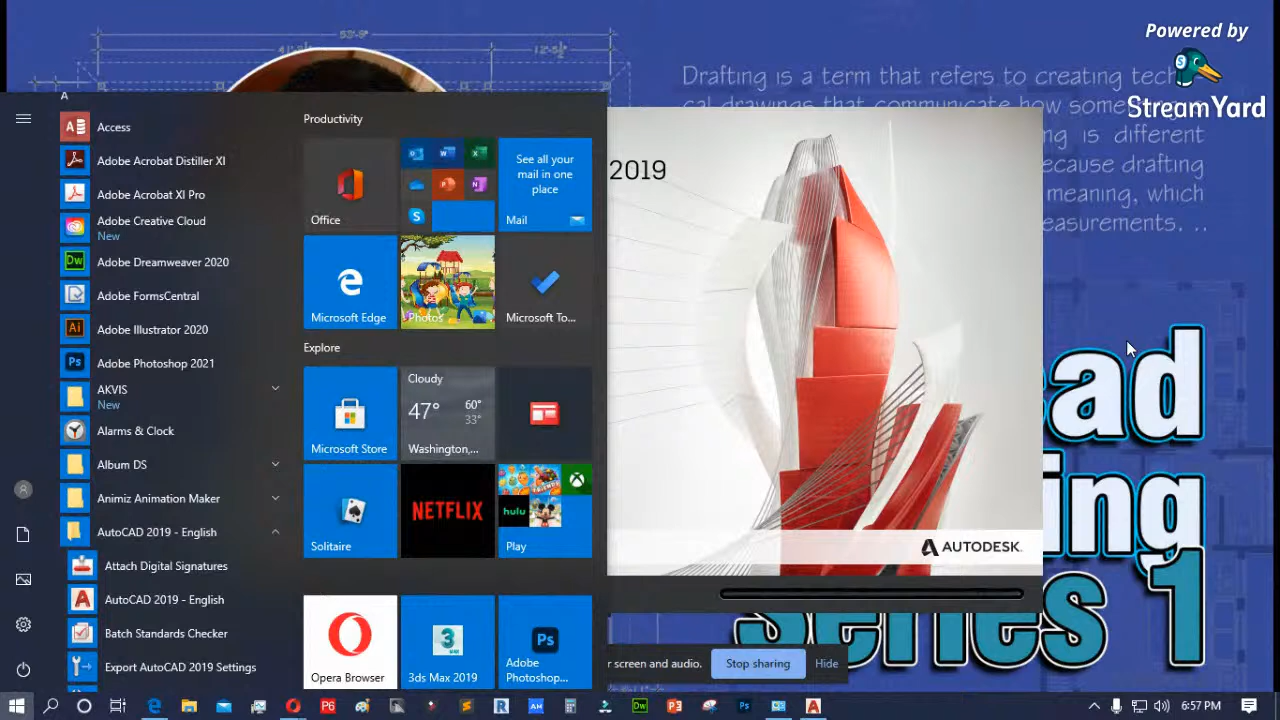 Powered by
StreamYard
53'-9"
Drafting is a term that refers to creating tech
cal drawings that communicate how someth
ing is different
because drafting
meaning, which
measurements. ..
2019
AUTODESK.
ead
ing
Series 1
A
Access
Adobe Acrobat Distiller XI
Adobe Acrobat XI Pro
Adobe Creative Cloud
New
Adobe Dreamweaver 2020
Adobe FormsCentral
Adobe Illustrator 2020
Adobe Photoshop 2021
AKVIS
New
Alarms & Clock
Album DS
Animiz Animation Maker
AutoCAD 2019 - English
Attach Digital Signatures
AutoCAD 2019 - English
Batch Standards Checker
Export AutoCAD 2019 Settings
Productivity
Office
See all your
mail in one
place
Mail
Microsoft Edge
Photos
Microsoft To...
Explore
Microsoft Store
Cloudy
47°
60°
33°
Washington,...
Solitaire
NETFLIX
hulu
Play
Opera Browser
3ds Max 2019
Adobe
Photoshop...
r screen and audio.
Stop sharing
Hide
6:57 PM